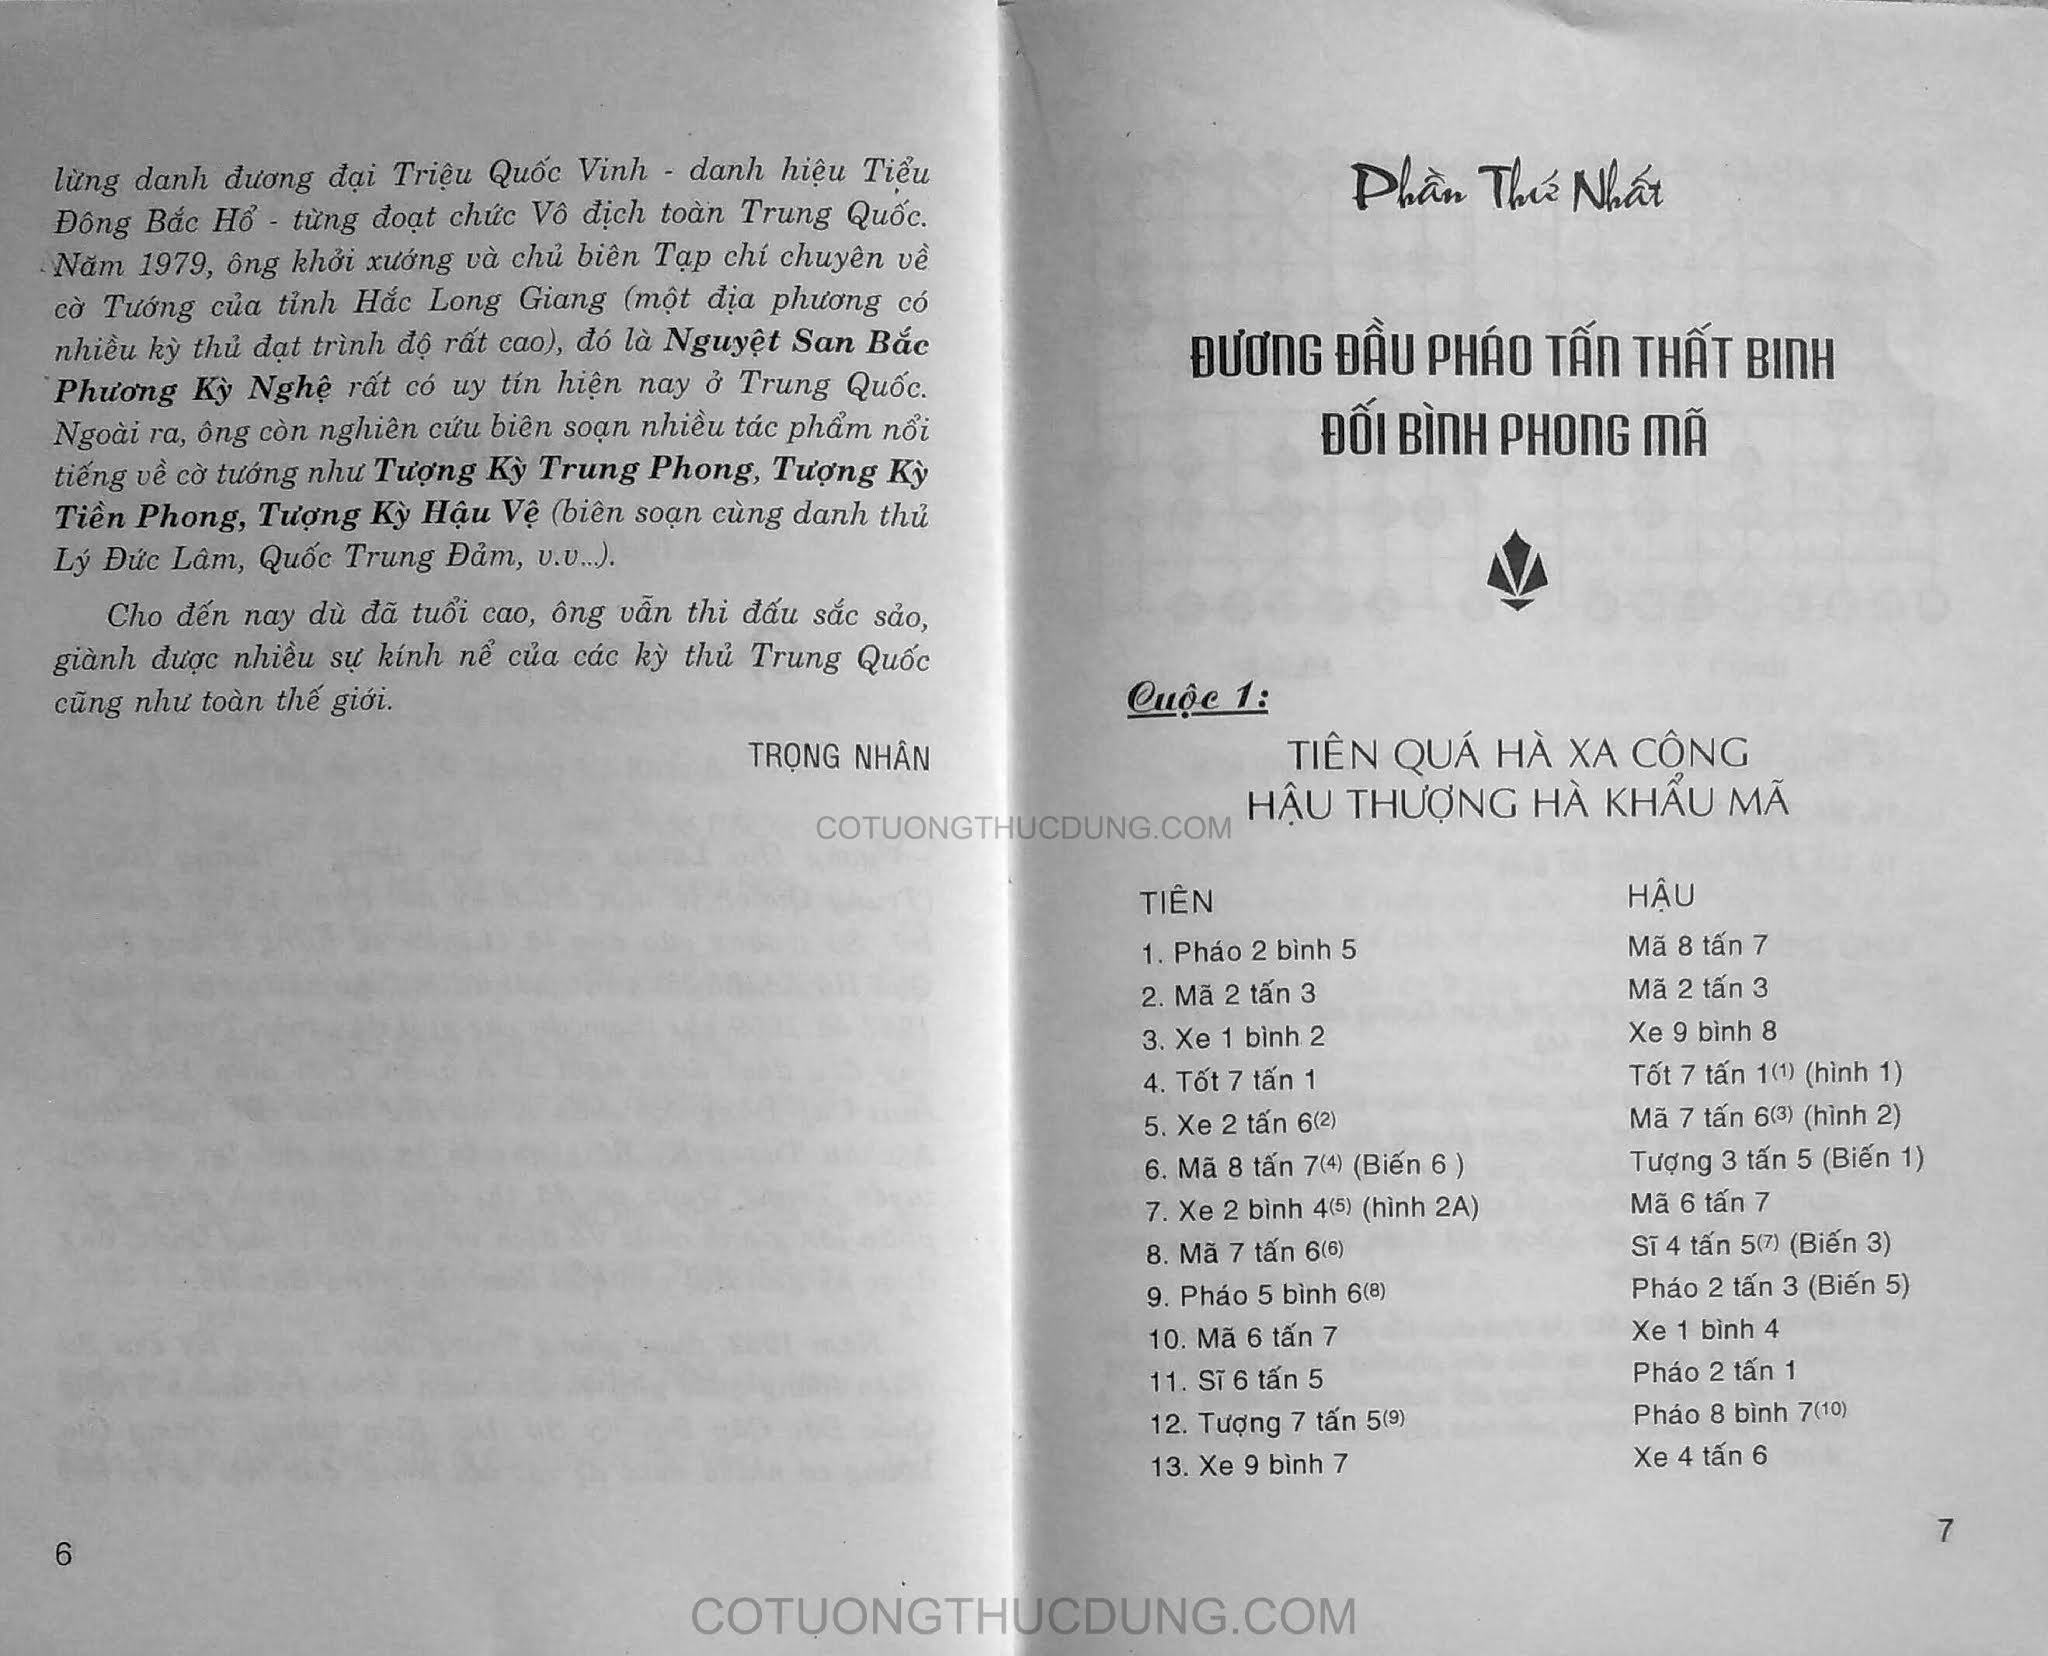 lừng danh đương đại Triệu Quốc Vinh - danh hiệu Tiểu
Đông Bắc Hổ - từng đoạt chức Vô địch toàn Trung Quốc.
Năm 1979, ông khởi xướng và chủ biên Tạp chí chuyên về
cờ Tướng của tỉnh Hắc Long Giang (một địa phương có
nhiều kỳ thủ đạt trình độ rất cao), đó là Nguyệt San Bắc
Phương Kỳ Nghệ rất có uy tín hiện nay ở Trung Quốc.
Ngoài ra, ông còn nghiên cứu biên soạn nhiều tác phẩm nổi
tiếng về cờ tướng như Tượng Kỳ Trung Phong, Tượng Kỳ
Tiền Phong, Tượng Kỳ Hậu Vệ (biên soạn cùng danh thủ
Lý Đức Lâm, Quốc Trung Đảm, v.v...).
Cho đến nay dù đã tuổi cao, ông vẫn thi đấu sắc sảo,
giành được nhiều sự kính nể của các kỳ thủ Trung Quốc
cũng như toàn thế giới.
TRỌNG NHÂN
6
Phần Thứ Nhất
ĐƯƠNG ĐẦU PHÁO TẤN THẤT BINH
ĐỐI BÌNH PHONG MÃ
Cuộc 1:
TIÊN QUÁ HÀ XA CÔNG
HẬU THƯỢNG HÀ KHẨU MÃ
COTUONGTHUCDUNG.COM
TIÊN HẬU
1. Pháo 2 bình 5 Mã 8 tấn 7
2. Mã 2 tấn 3 Mã 2 tấn 3
3. Xe 1 bình 2 Xe 9 bình 8
4. Tốt 7 tấn 1 Tốt 7 tấn 1(1) (hình 1)
5. Xe 2 tấn 6(2) Mã 7 tấn 6(3) (hình 2)
6. Mã 8 tấn 7(4) (Biến 6 ) Tượng 3 tấn 5 (Biến 1)
7. Xe 2 bình 4(5) (hình 2A) Mã 6 tấn 7
8. Mã 7 tấn 6(6) Sĩ 4 tấn 5(7) (Biến 3)
9. Pháo 5 bình 6(8) Pháo 2 tấn 3 (Biến 5)
10. Mã 6 tấn 7 Xe 1 bình 4
11. Sĩ 6 tấn 5 Pháo 2 tấn 1
12. Tượng 7 tấn 5(9) Pháo 8 bình 7(10)
13. Xe 9 bình 7 Xe 4 tấn 6
7
COTUONGTHUCDUNG.COM